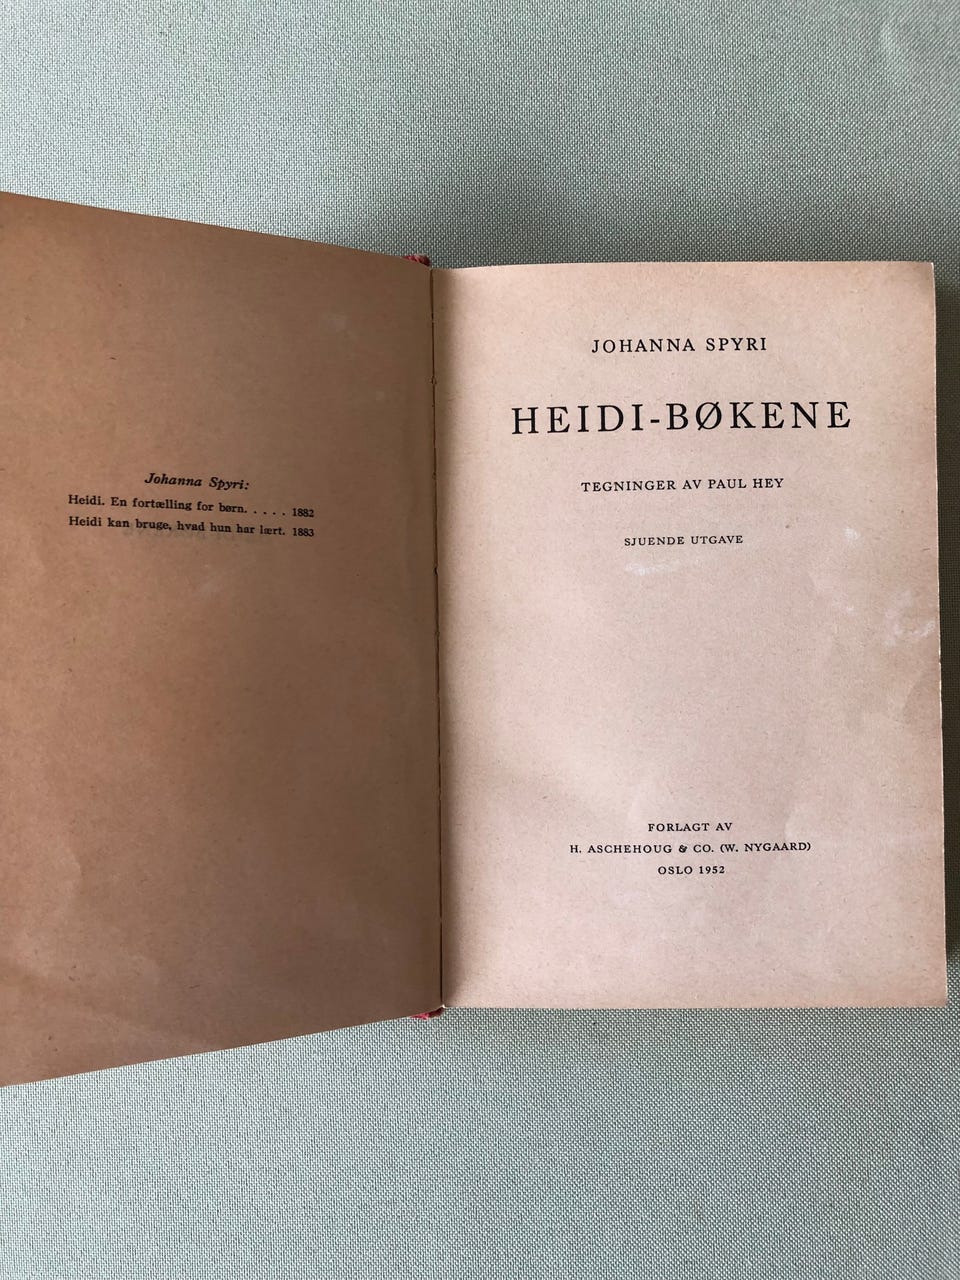 Johanna Spyri:
Heidi. En fortælling for børn. . . . . 1882
Heidi kan bruge, hvad hun har lært. 1883
JOHANNA SPYRI
HEIDI-BØKENE
TEGNINGER AV PAUL HEY
SJUENDE UTGAVE
FORLAGT AV
H. ASCHEHOUG & CO. (W. NYGAARD)
OSLO 1952